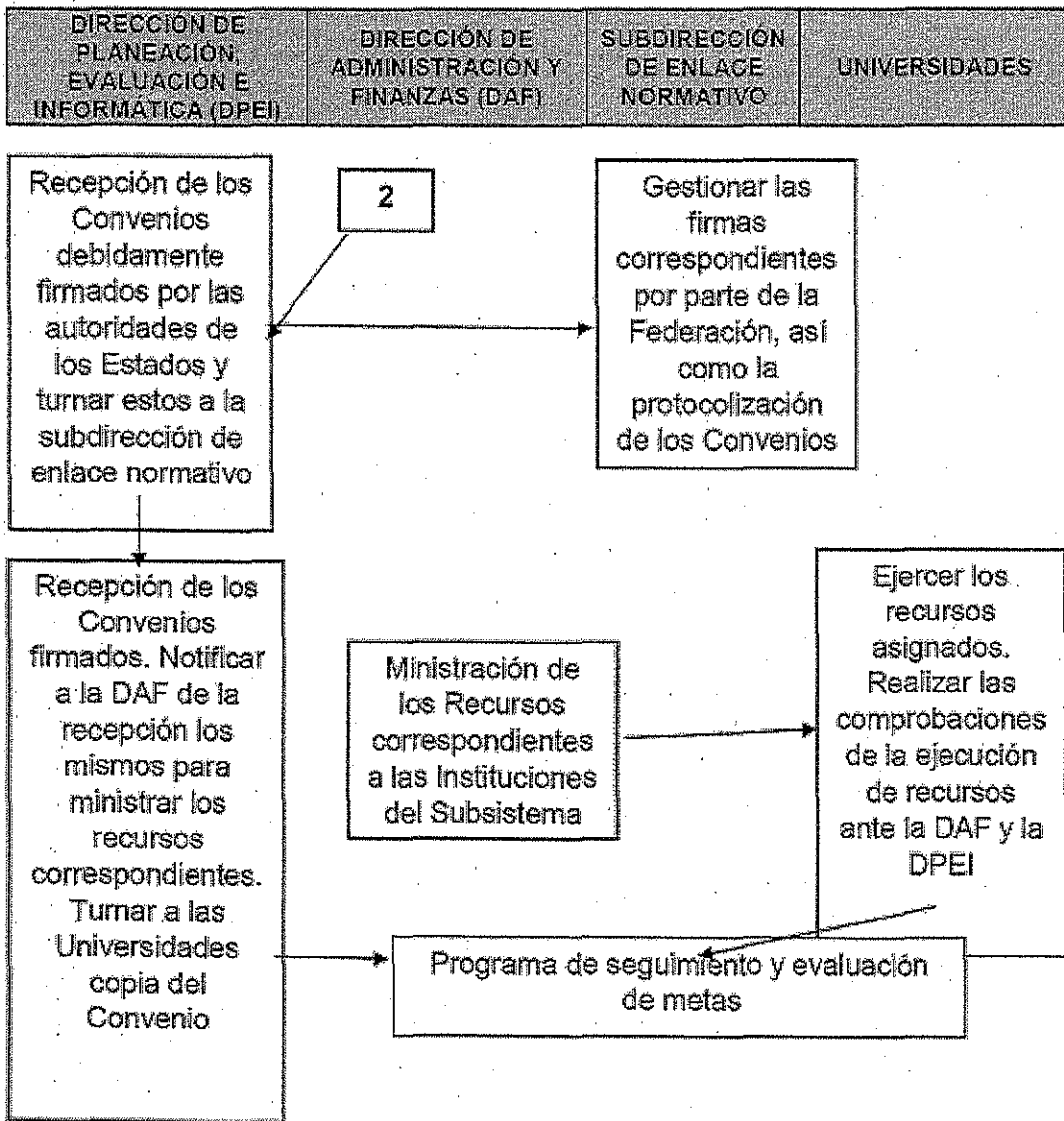 DIRECCIÓN DE
PLANEACIÓN,
EVALUACIÓN E
INFORMATICA (DPEI)
DIRECCIÓN DE
ADMINISTRACIÓN Y
FINANZAS (DAF)
SUBDIRECCIÓN
DE ENLACE
NORMATIVO
UNIVERSIDADES
Recepción de los
Convenios
debidamente
firmados por las
autoridades de
los Estados y
turnar estos a la
subdirección de
enlace normativo
2
Gestionar las
firmas
correspondientes
por parte de la
Federación, así
como la
protocolización
de los Convenios
Recepción de los
Convenios
firmados. Notificar
a la DAF de la
recepción los
mismos para
ministrar los
recursos
correspondientes.
Turnar a las
Universidades
copia del
Convenio
Ministración de
los Recursos
correspondientes
a las Instituciones
del Subsistema
Ejercer los
recursos
asignados.
Realizar las
comprobaciones
de la ejecución
de recursos
ante la DAF y la
DPEI
Programa de seguimiento y evaluación
de metas